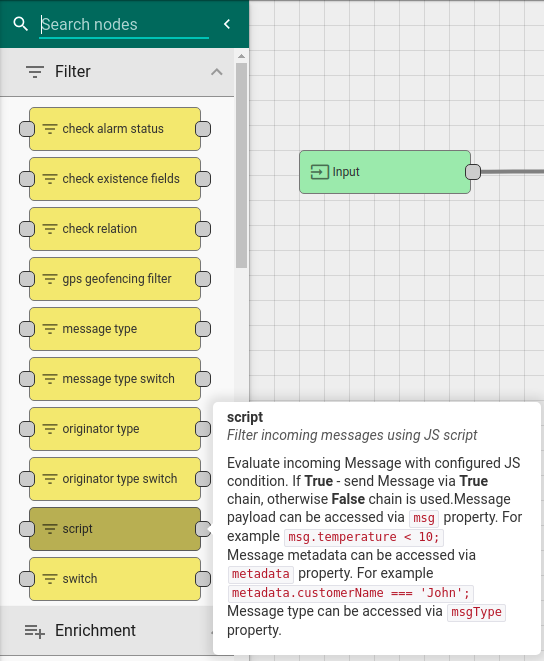 Search nodes
Filter
check alarm status
check existence fields
check relation
gps geofencing filter
message type
message type switch
originator type
originator type switch
script
switch
Enrichment
Input
script
Filter incoming messages using JS script
Evaluate incoming Message with configured JS
condition. If True - send Message via True
chain, otherwise False chain is used.Message
payload can be accessed via msg property. For
example msg.temperature < 10;
Message metadata can be accessed via
metadata property. For example
metadata.customerName === 'John';
Message type can be accessed via msgType
property.